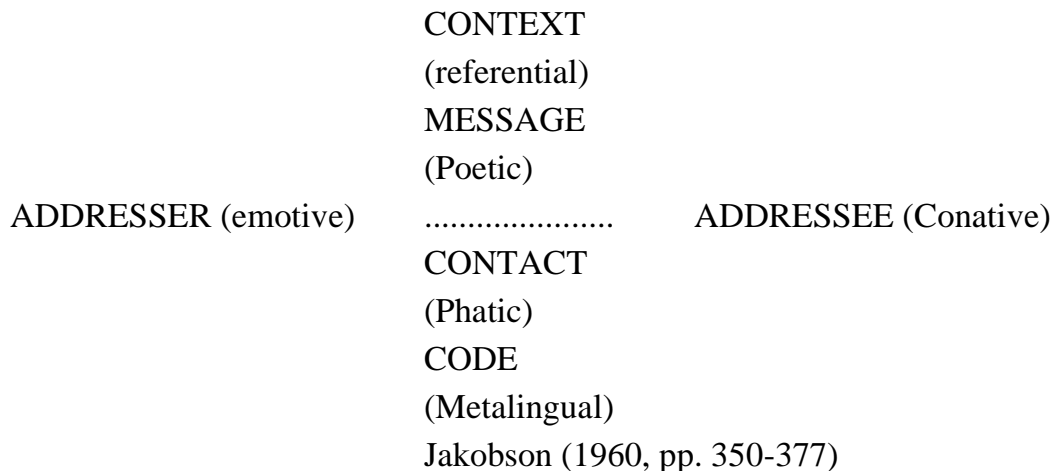 CONTEXT
(referential)
MESSAGE
(Poetic)
ADDRESSER (emotive) ...................... ADDRESSEE (Conative)
CONTACT
(Phatic)
CODE
(Metalingual)
Jakobson (1960, pp. 350-377)